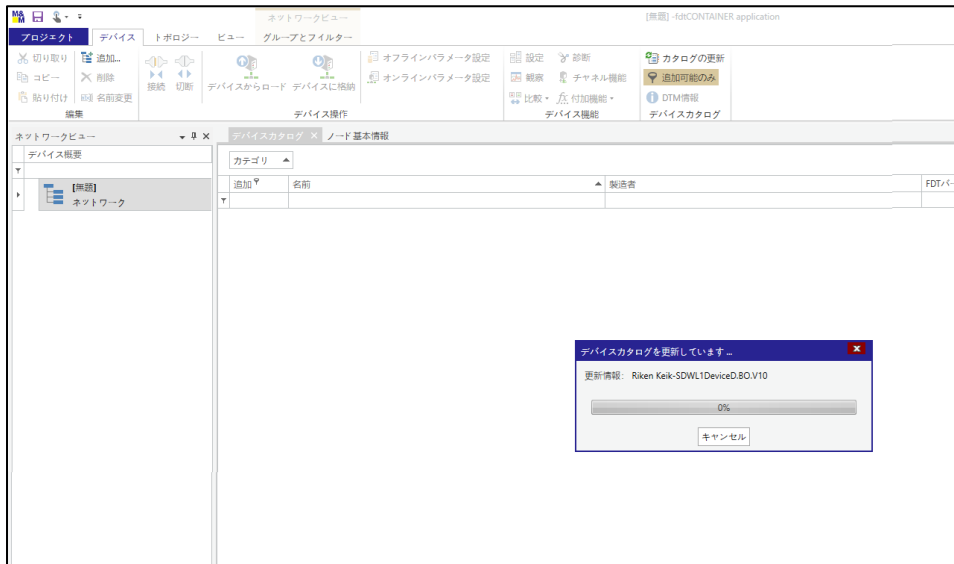 M&M
ネットワークビュー
[無題] -fdtCONTAINER application
プロジェクト デバイス トポロジー ビュー グループとフィルター
切り取り 追加... オフラインパラメータ設定 設定 診断 カタログの更新
コピー 削除 接続 切断 デバイスからロード デバイスに格納 オンラインパラメータ設定 観察 チャネル機能 追加可能のみ
貼り付け 名前変更 比較 fx 付加機能 DTM情報
編集 デバイス操作 デバイス機能 デバイスカタログ
ネットワークビュー デバイスカタログ ノード基本情報
デバイス概要
カテゴリ
追加 名前 製造者 FDTバー
[無題]
ネットワーク
デバイスカタログを更新しています ...
更新情報: Riken Keik-SDWL1DeviceD.BO.V10
0%
キャンセル